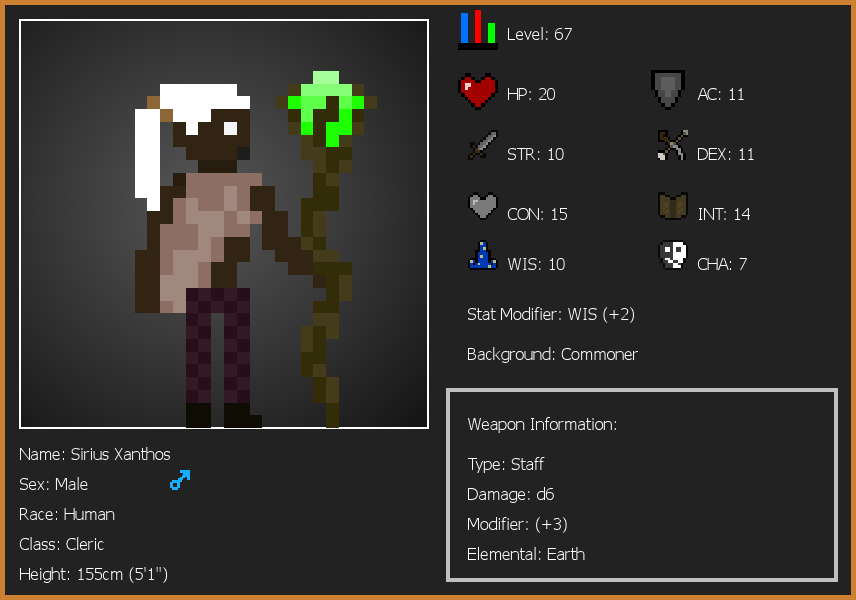 Level: 67
HP: 20
AC: 11
STR: 10
DEX: 11
CON: 15
INT: 14
WIS: 10
CHA: 7
Stat Modifier: WIS (+2)
Background: Commoner
Weapon Information:
Type: Staff
Damage: d6
Modifier: (+3)
Elemental: Earth
Name: Sirius Xanthos
Sex: Male
Race: Human
Class: Cleric
Height: 155cm (5'1")